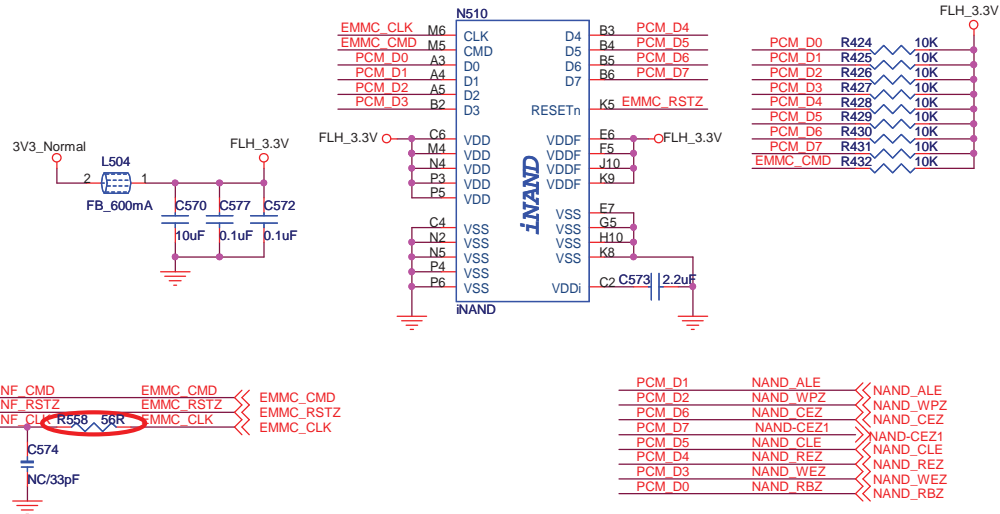 N510
FLH_3.3V
EMMC_CLK M6 CLK D4 B3 PCM_D4
EMMC_CMD M5 CMD D5 B4 PCM_D5
PCM_D0 A3 D0 D6 B5 PCM_D6
PCM_D1 A4 D1 D7 B6 PCM_D7
PCM_D2 A5 D2
PCM_D3 B2 D3 RESETn K5 EMMC_RSTZ
FLH_3.3V C6 VDD VDDF E6 FLH_3.3V
M4 VDD VDDF F5
N4 VDD VDDF J10
P3 VDD VDDF K9
P5 VDD
VSS E7
C4 VSS VSS G5
N2 VSS VSS H10
N5 VSS VSS K8
P4 VSS
P6 VSS VDDi C2 C573 2.2uF
iNAND
iNAND
PCM_D0 R424 10K
PCM_D1 R425 10K
PCM_D2 R426 10K
PCM_D3 R427 10K
PCM_D4 R428 10K
PCM_D5 R429 10K
PCM_D6 R430 10K
PCM_D7 R431 10K
EMMC_CMD R432 10K
3V3_Normal FLH_3.3V
L504
2 1
FB_600mA
C570 C577 C572
10uF 0.1uF 0.1uF
NF_CMD EMMC_CMD EMMC_CMD
NF_RSTZ EMMC_RSTZ EMMC_RSTZ
NF_CLK R558 56R EMMC_CLK EMMC_CLK
C574
NC/33pF
PCM_D1 NAND_ALE NAND_ALE
PCM_D2 NAND_WPZ NAND_WPZ
PCM_D6 NAND_CEZ NAND_CEZ
PCM_D7 NAND-CEZ1 NAND-CEZ1
PCM_D5 NAND_CLE NAND_CLE
PCM_D4 NAND_REZ NAND_REZ
PCM_D3 NAND_WEZ NAND_WEZ
PCM_D0 NAND_RBZ NAND_RBZ